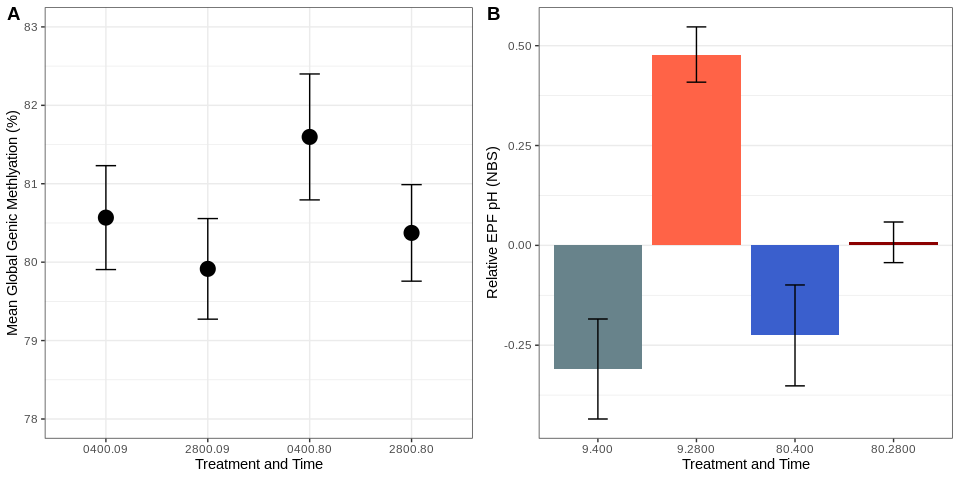 A
Mean Global Genic Methlyation (%)
83
82
81
80
79
78
0400.09 2800.09 0400.80 2800.80
Treatment and Time
B
Relative EPF pH (NBS)
0.50
0.25
0.00
-0.25
9.400 9.2800 80.400 80.2800
Treatment and Time